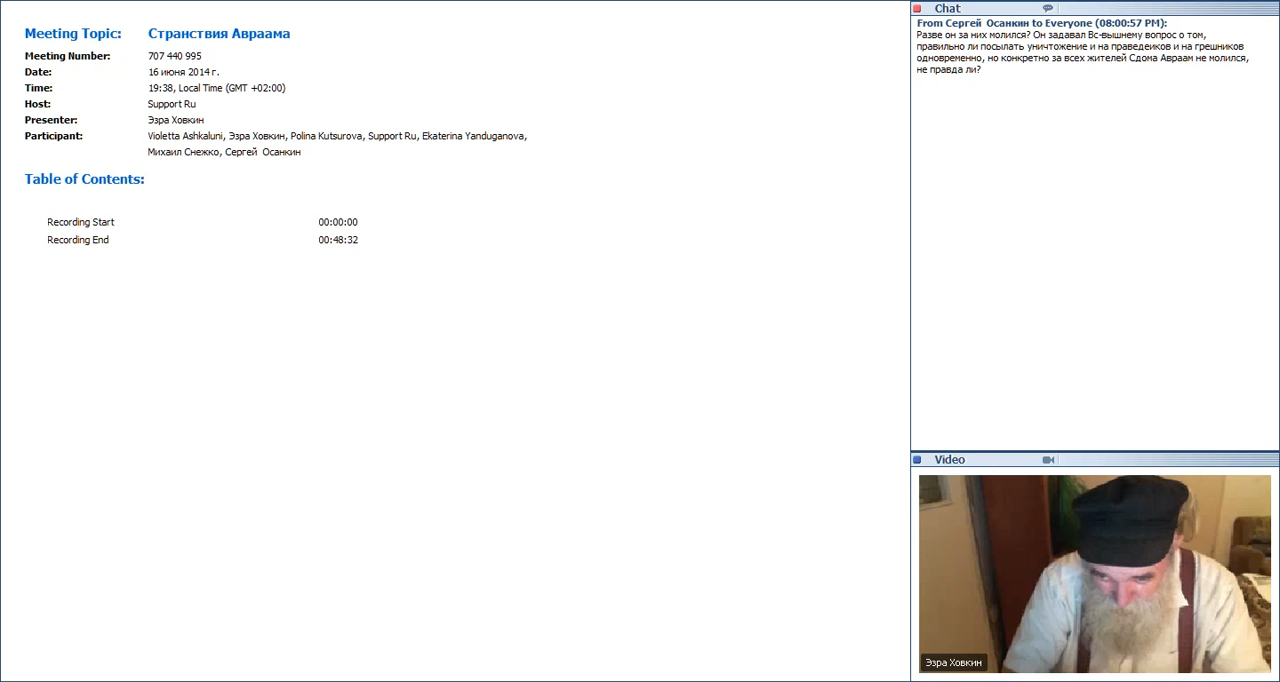 Meeting Topic: Странствия Авраама
Meeting Number: 707 440 995
Date: 16 июня 2014 г.
Time: 19:38, Local Time (GMT +02:00)
Host: Support Ru
Presenter: Эзра Ховкин
Participant: Violetta Ashkaluni, Эзра Ховкин, Polina Kutsurova, Support Ru, Ekaterina Yanduganova,
Михаил Снежко, Сергей Осанкин
Table of Contents:
Recording Start 00:00:00
Recording End 00:48:32
Chat
From Сергей Осанкин to Everyone (08:00:57 PM):
Разве он за них молился? Он задавал Вс-вышнему вопрос о том,
правильно ли посылать уничтожение и на праведеиков и на грешников
одновременно, но конкретно за всех жителей Сдома Авраам не молился,
не правда ли?
Video
Эзра Ховкин